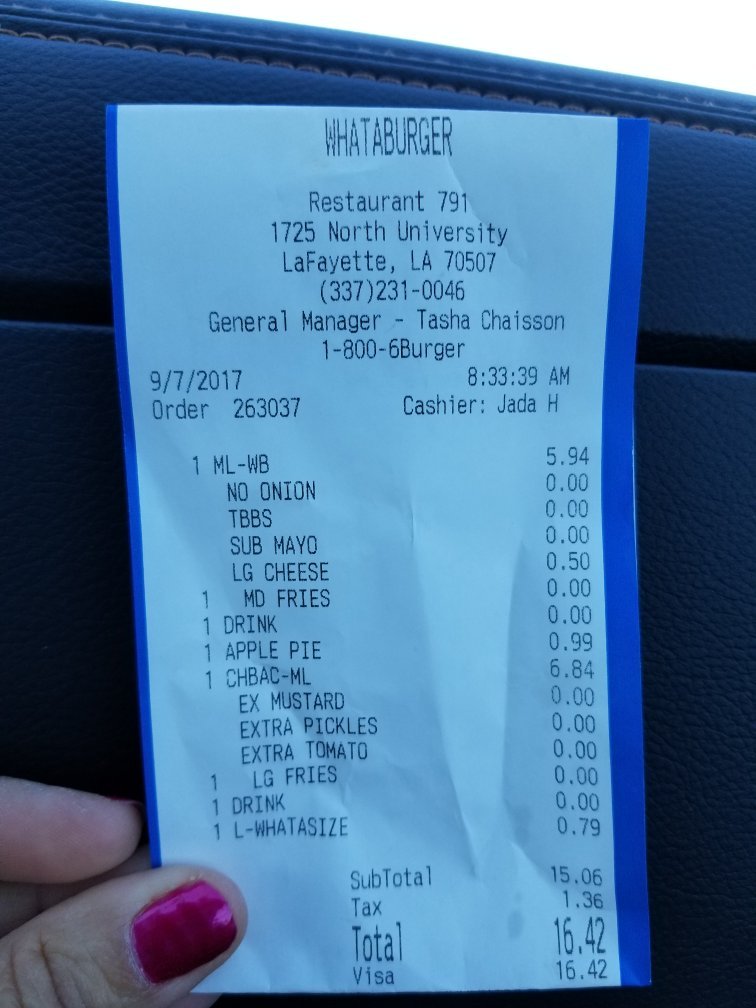 WHATABURGER
Restaurant 791
1725 North University
LaFayette, LA 70507
(337)231-0046
General Manager - Tasha Chaisson
1-800-6Burger
9/7/2017 8:33:39 AM
Order 263037 Cashier: Jada H
1 ML-WB 5.94
NO ONION 0.00
TBBS 0.00
SUB MAYO 0.00
LG CHEESE 0.50
1 MD FRIES 0.00
1 DRINK 0.00
1 APPLE PIE 0.99
1 CHBAC-ML 6.84
EX MUSTARD 0.00
EXTRA PICKLES 0.00
EXTRA TOMATO 0.00
1 LG FRIES 0.00
1 DRINK 0.00
1 L-WHATASIZE 0.79
SubTotal 15.06
Tax 1.36
Total 16.42
Visa 16.42